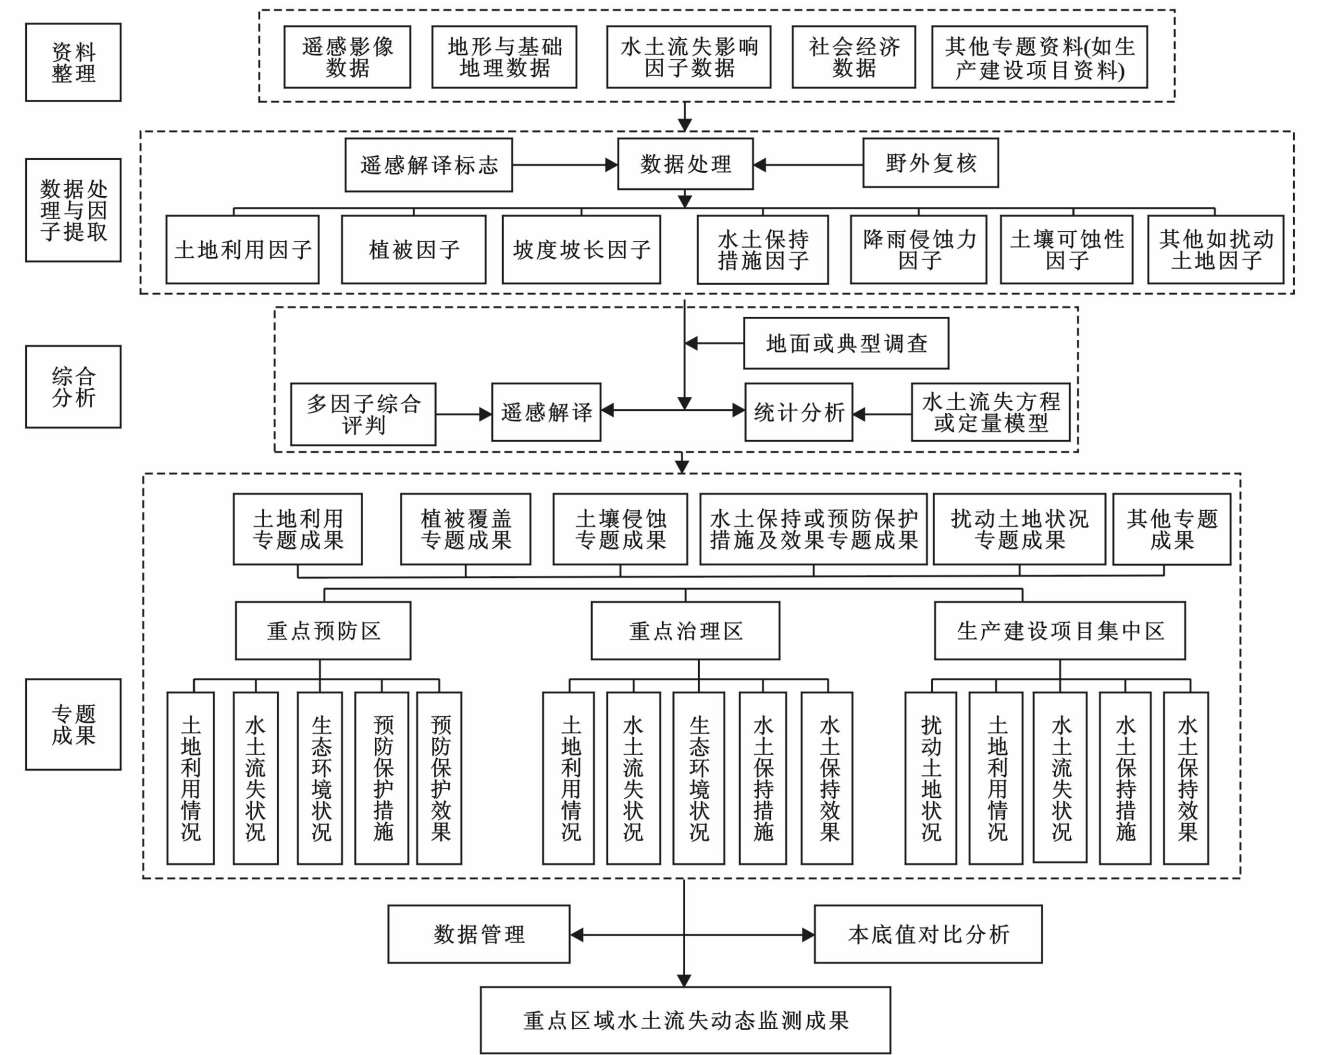 资料
整理
遥感影像
数据
地形与基础
地理数据
水土流失影响
因子数据
社会经济
数据
其他专题资料(如生
产建设项目资料)
数据处
理与因
子提取
遥感解译标志
数据处理
野外复核
土地利用因子
植被因子
坡度坡长因子
水土保持
措施因子
降雨侵蚀力
因子
土壤可蚀性
因子
其他如扰动
土地因子
综合
分析
地面或典型调查
多因子综合
评判
遥感解译
统计分析
水土流失方程
或定量模型
专题
成果
土地利用
专题成果
植被覆盖
专题成果
土壤侵蚀
专题成果
水土保持或预防保护
措施及效果专题成果
扰动土地状况
专题成果
其他专题
成果
重点预防区
重点治理区
生产建设项目集中区
土地利用情况
水土流失状况
生态环境状况
预防保护措施
预防保护效果
土地利用情况
水土流失状况
生态环境状况
水土保持措施
水土保持效果
扰动土地状况
土地利用情况
水土流失状况
水土保持措施
水土保持效果
数据管理
本底值对比分析
重点区域水土流失动态监测成果